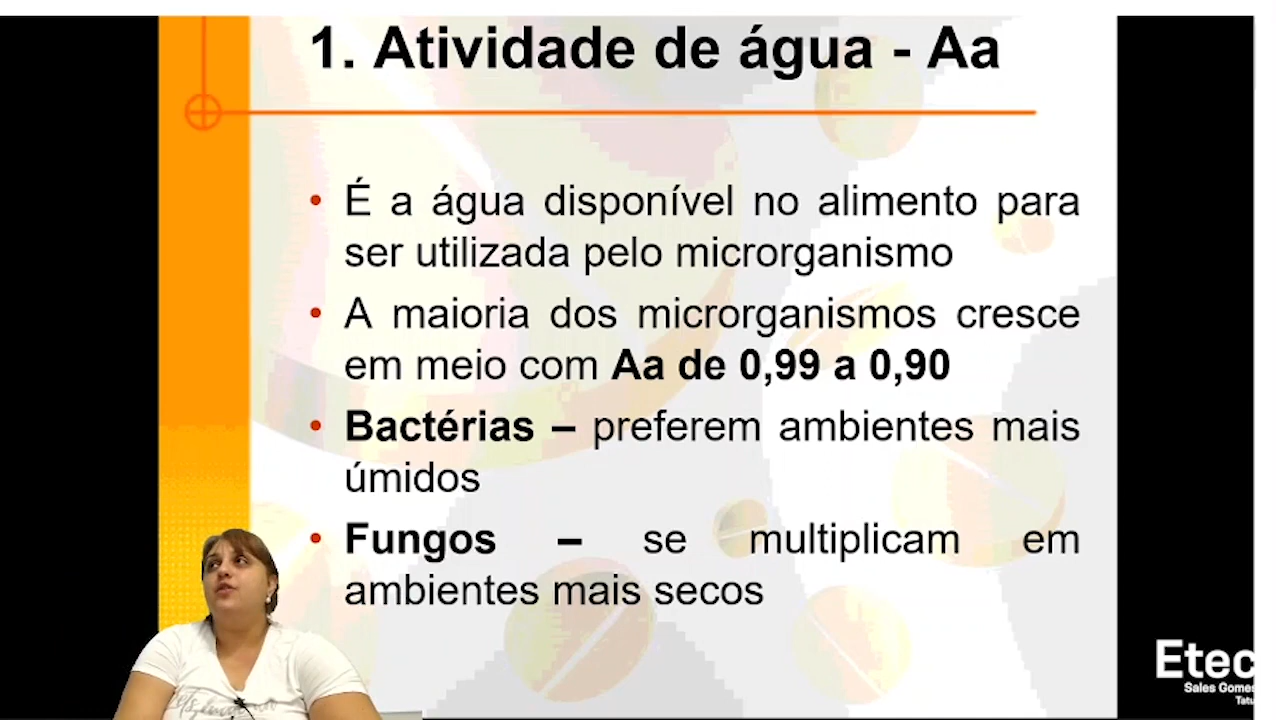 1. Atividade de água - Aa
• É a água disponível no alimento para
ser utilizada pelo microrganismo
• A maioria dos microrganismos cresce
em meio com Aa de 0,99 a 0,90
• Bactérias – preferem ambientes mais
úmidos
• Fungos – se multiplicam em
ambientes mais secos
Etec
Sales Gomes
Tatu